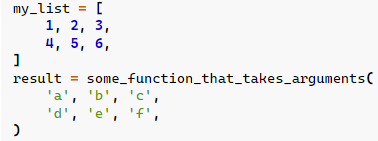 my_list = [
    1, 2, 3,
    4, 5, 6,
]
result = some_function_that_takes_arguments(
    'a', 'b', 'c',
    'd', 'e', 'f',
)